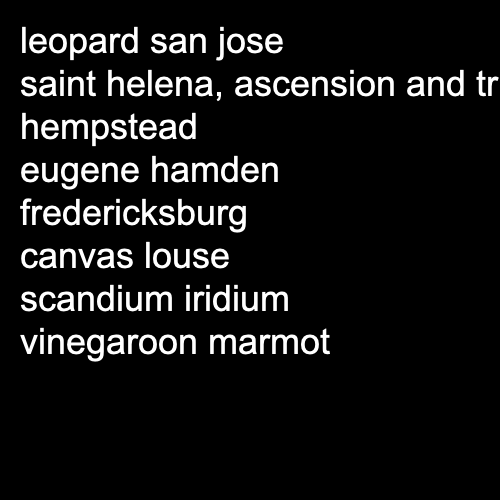 leopard san jose
saint helena, ascension and tr
hempstead
eugene hamden
fredericksburg
canvas louse
scandium iridium
vinegaroon marmot